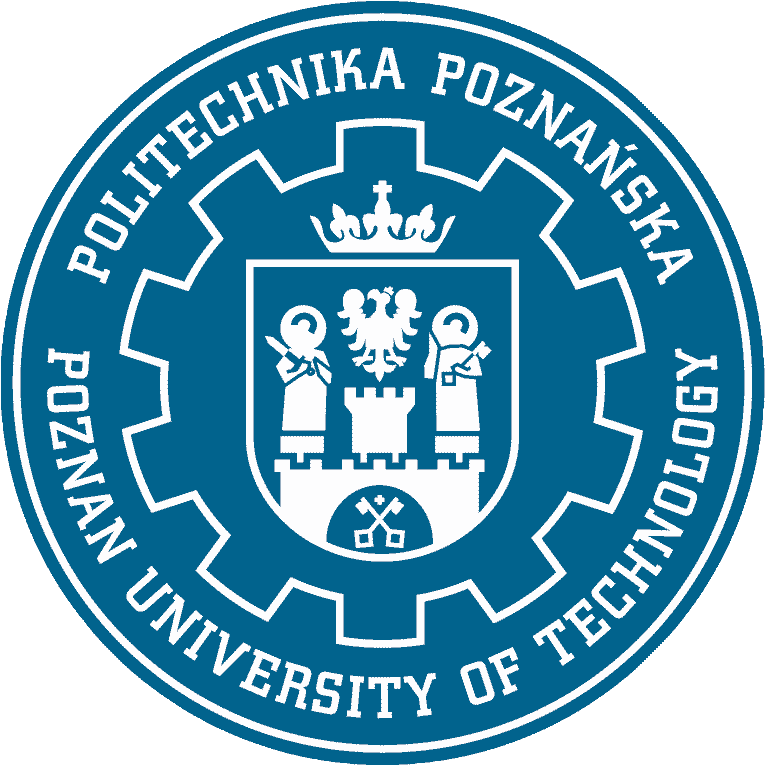 POLITECHNIKA POZNAŃSKA
POZNAN UNIVERSITY OF TECHNOLOGY